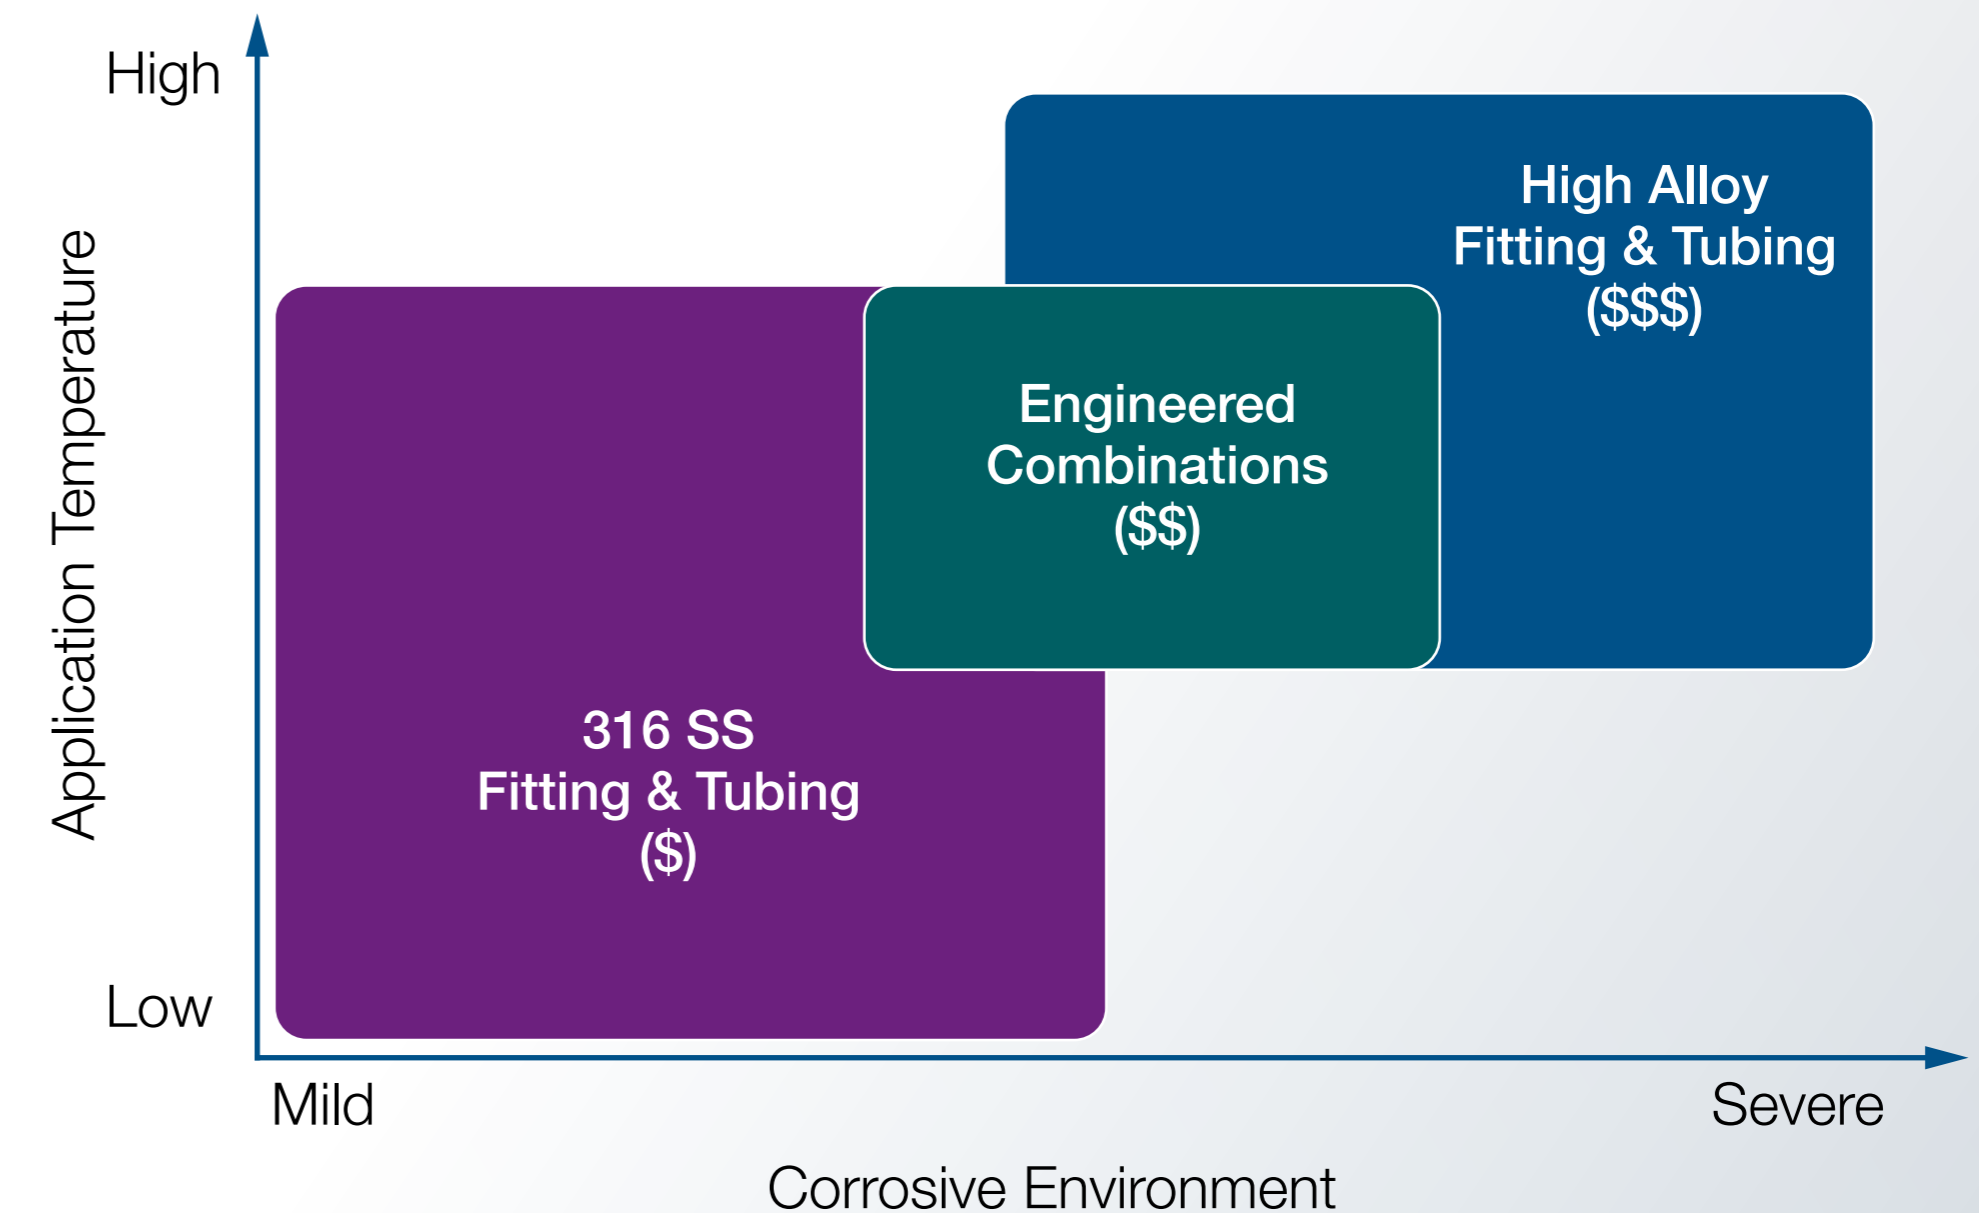 High
High Alloy
Fitting & Tubing
($$$)
Application Temperature
Engineered
Combinations
($$)
316 SS
Fitting & Tubing
($)
Low
Mild
Severe
Corrosive Environment